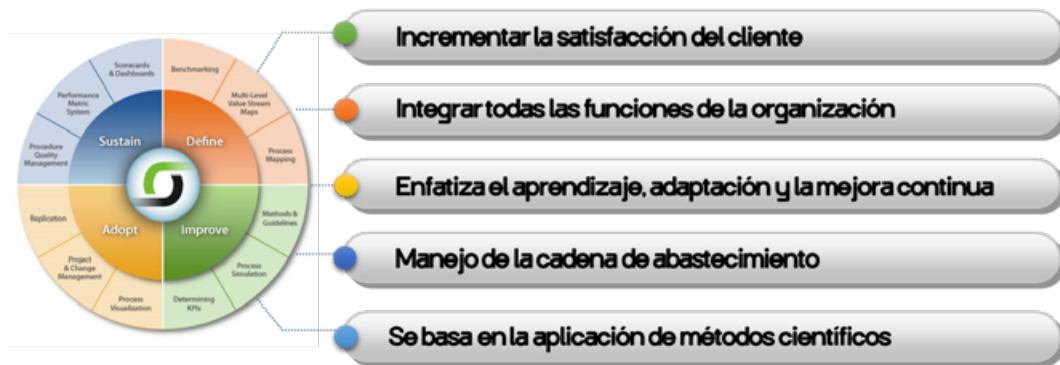 Scorecards
& Dashboards
Benchmarking
Performance
Metric
System
Multi-Level
Value Stream
Maps
Procedure
Quality
Management
Sustain
Define
Process
Mapping
Replication
Adopt
Improve
Methods &
Guidelines
Project
& Change
Management
Process
Simulation
Process
Visualization
Determining
KPIs
Incrementar la satisfacción del cliente
Integrar todas las funciones de la organización
Enfatiza el aprendizaje, adaptación y la mejora continua
Manejo de la cadena de abastecimiento
Se basa en la aplicación de métodos científicos